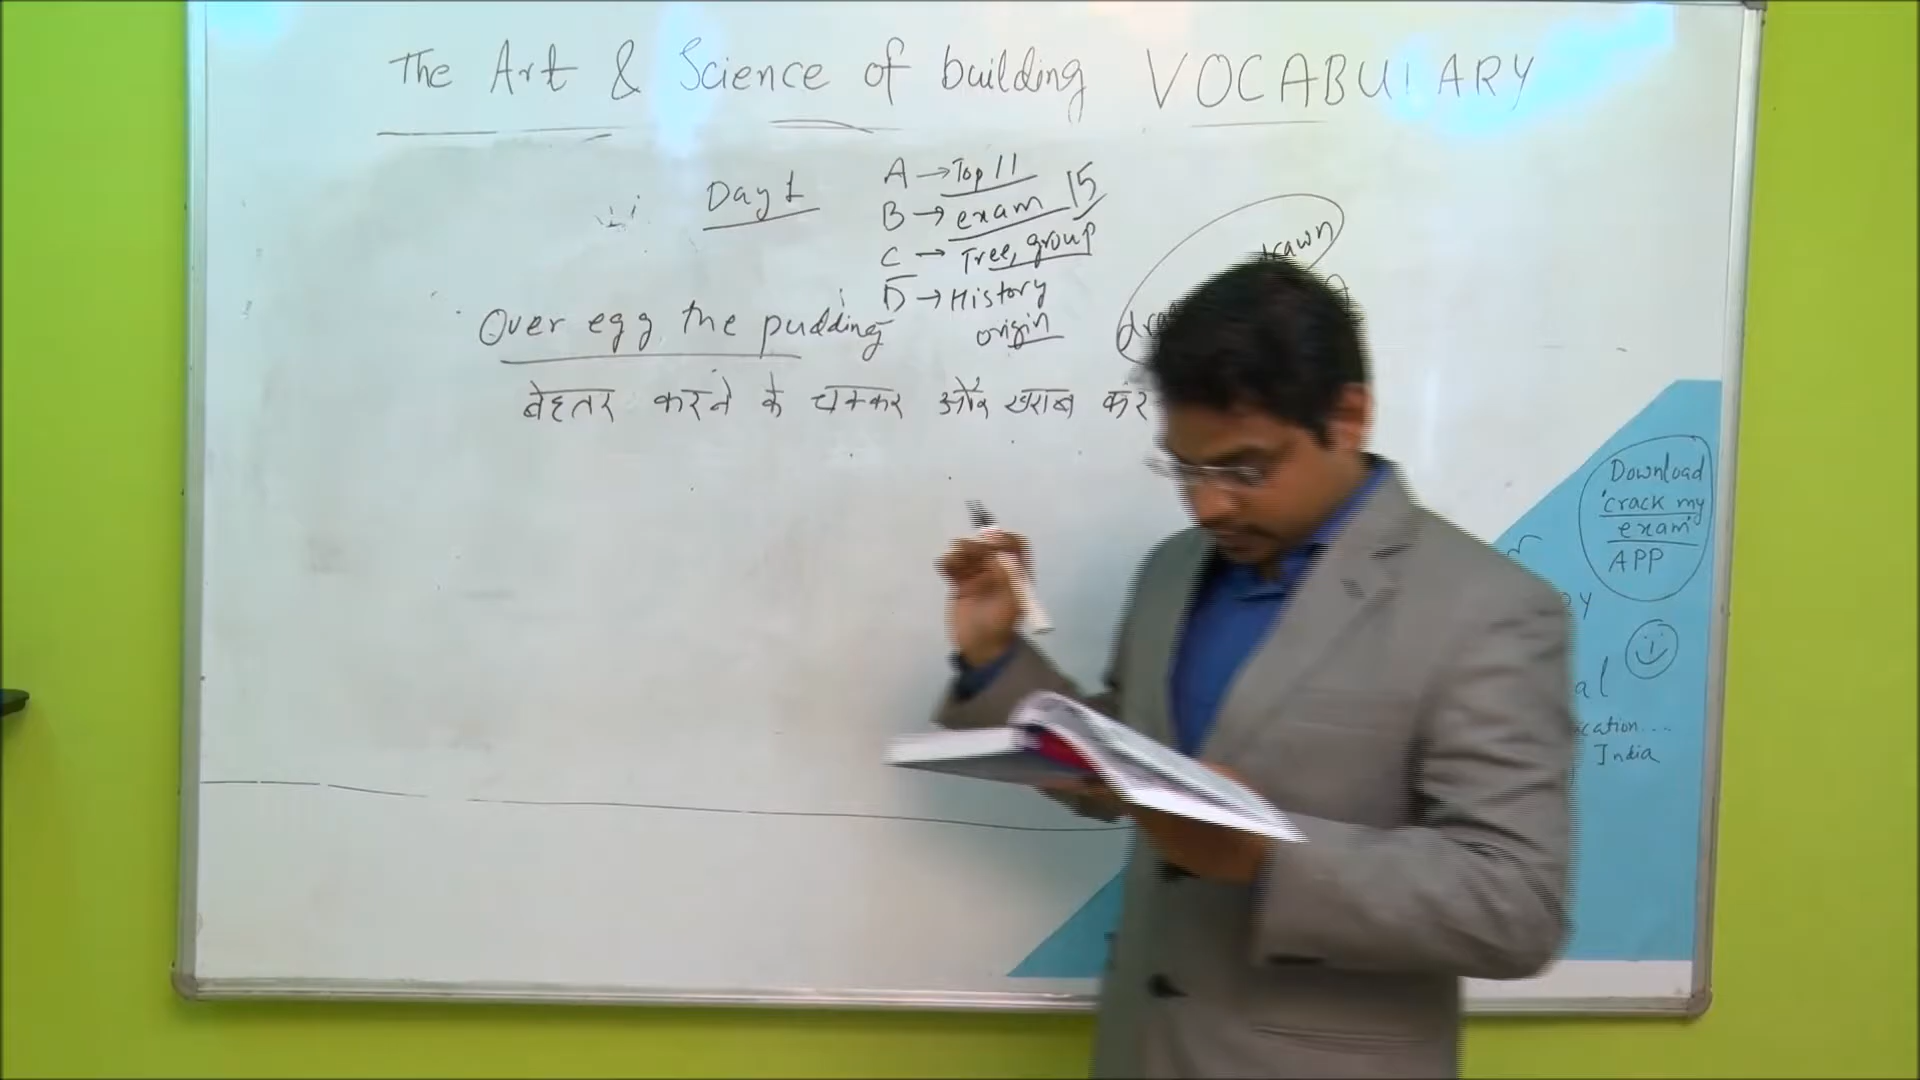 The Art & Science of building VOCABULARY
Day 1
A → Top 11
B → exam 15
C → Tree, group
D → History
origin
drawn
Over egg the pudding
बेहतर करने के चक्कर और खराब कर
Download
'crack my
exam'
APP
India